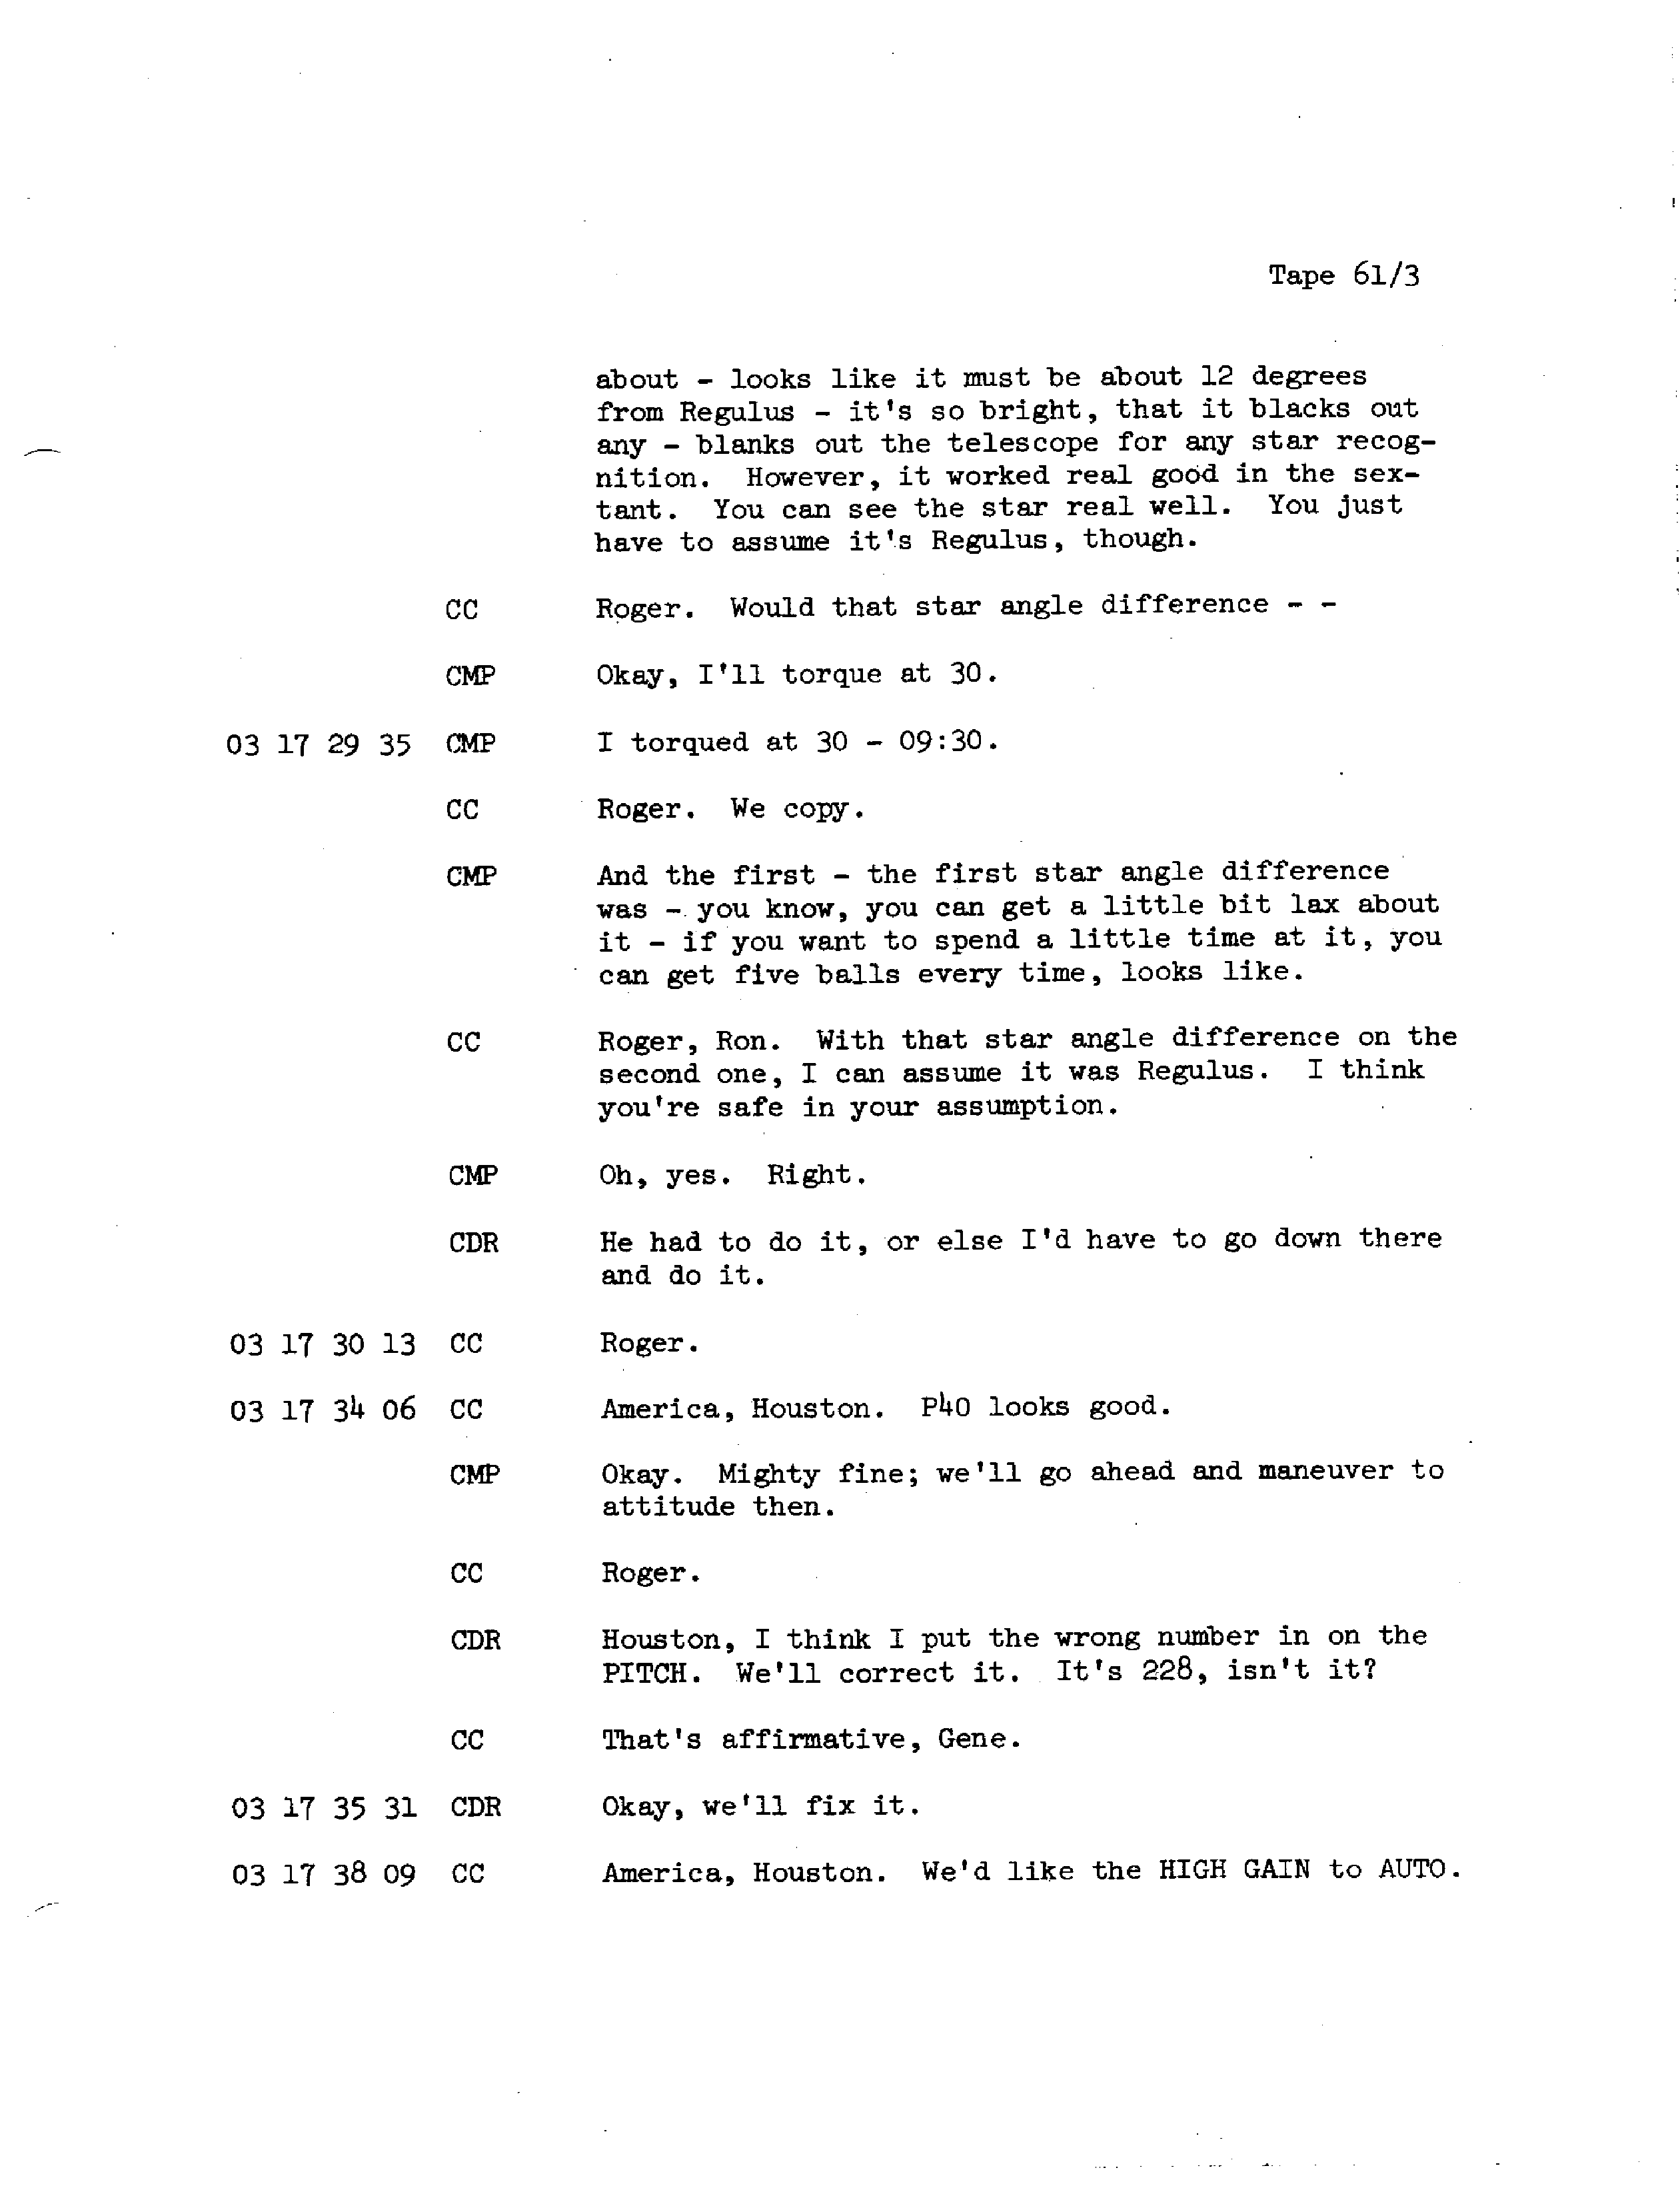 Tape 61/3
about - looks like it must be about 12 degrees
from Regulus - it's so bright, that it blacks out
any - blanks out the telescope for any star recog-
nition. However, it worked real good in the sex-
tant. You can see the star real well. You just
have to assume it's Regulus, though.
CC Roger. Would that star angle difference - -
CMP Okay, I'll torque at 30.
03 17 29 35 CMP I torqued at 30 - 09:30.
CC Roger. We copy.
CMP And the first - the first star angle difference
was - you know, you can get a little bit lax about
it - if you want to spend a little time at it, you
can get five balls every time, looks like.
CC Roger, Ron. With that star angle difference on the
second one, I can assume it was Regulus. I think
you're safe in your assumption.
CMP Oh, yes. Right.
CDR He had to do it, or else I'd have to go down there
and do it.
03 17 30 13 CC Roger.
03 17 34 06 CC America, Houston. P40 looks good.
CMP Okay. Mighty fine; we'll go ahead and maneuver to
attitude then.
CC Roger.
CDR Houston, I think I put the wrong number in on the
PITCH. We'll correct it. It's 228, isn't it?
CC That's affirmative, Gene.
03 17 35 31 CDR Okay, we'll fix it.
03 17 38 09 CC America, Houston. We'd like the HIGH GAIN to AUTO.